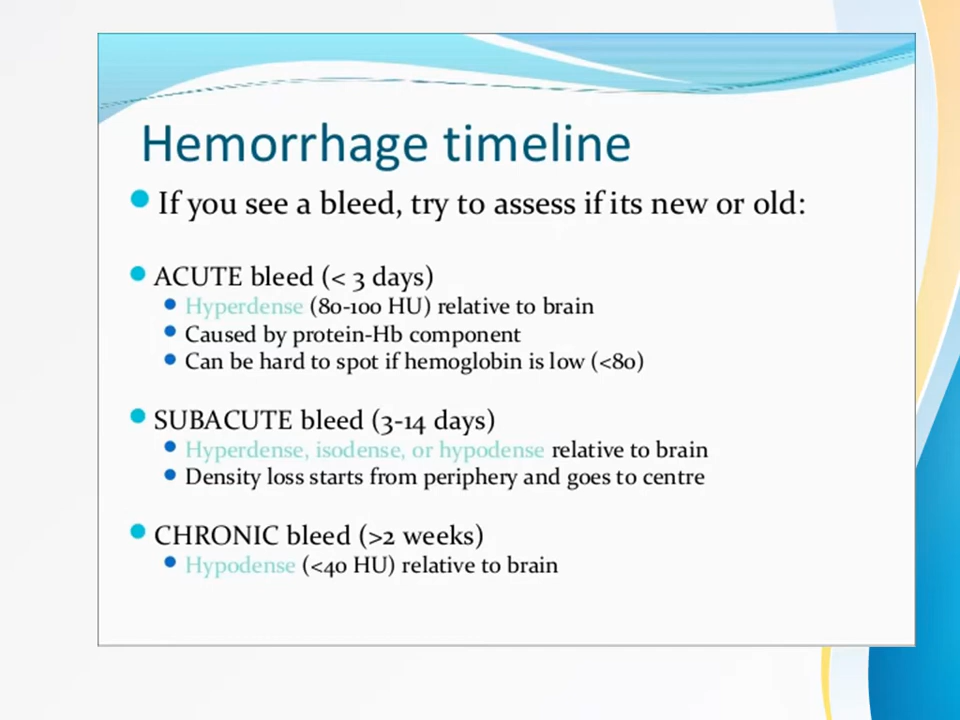 Hemorrhage timeline
If you see a bleed, try to assess if its new or old:
ACUTE bleed (< 3 days)
Hyperdense (80-100 HU) relative to brain
Caused by protein-Hb component
Can be hard to spot if hemoglobin is low (<80)
SUBACUTE bleed (3-14 days)
Hyperdense, isodense, or hypodense relative to brain
Density loss starts from periphery and goes to centre
CHRONIC bleed (>2 weeks)
Hypodense (<40 HU) relative to brain